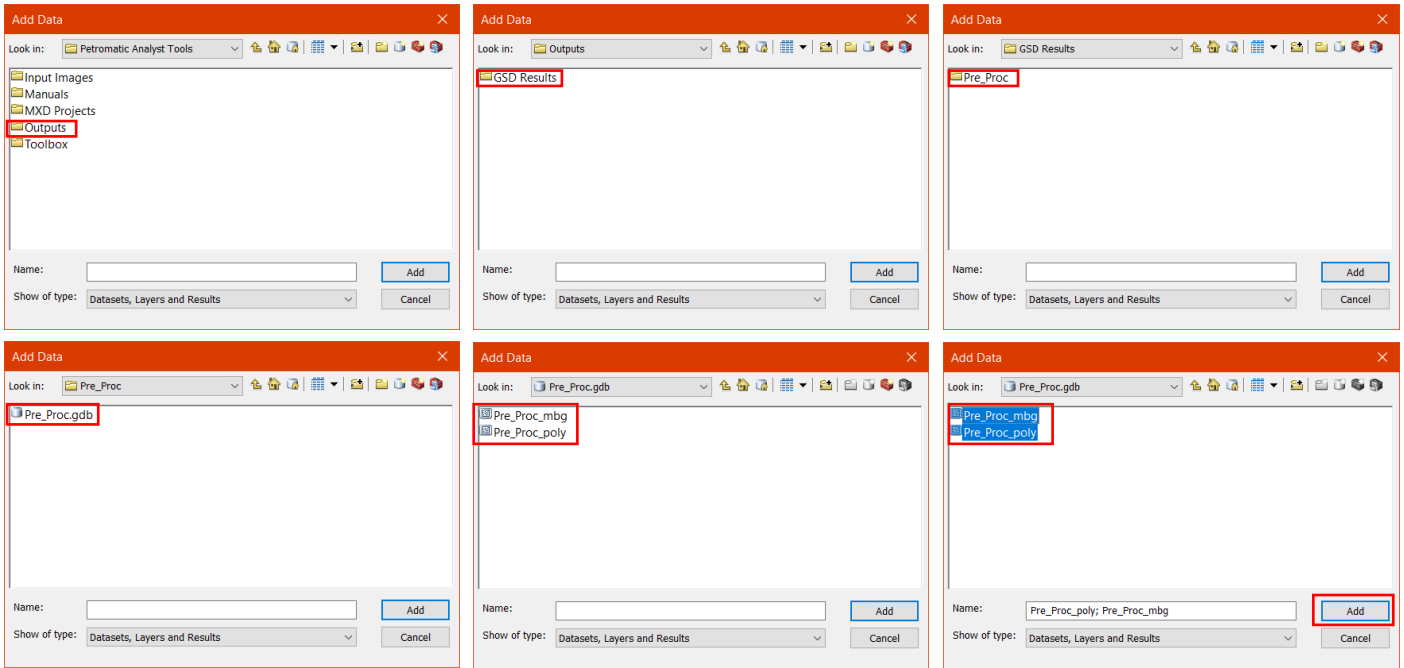 Add Data
Look in: Petromatic Analyst Tools
Input Images
Manuals
MXD Projects
Outputs
Toolbox
Name:
Add
Show of type: Datasets, Layers and Results
Cancel
Add Data
Look in: Outputs
GSD Results
Name:
Add
Show of type: Datasets, Layers and Results
Cancel
Add Data
Look in: GSD Results
Pre_Proc
Name:
Add
Show of type: Datasets, Layers and Results
Cancel
Add Data
Look in: Pre_Proc
Pre_Proc.gdb
Name:
Add
Show of type: Datasets, Layers and Results
Cancel
Add Data
Look in: Pre_Proc.gdb
Pre_Proc_mbg
Pre_Proc_poly
Name:
Add
Show of type: Datasets, Layers and Results
Cancel
Add Data
Look in: Pre_Proc.gdb
Pre_Proc_mbg
Pre_Proc_poly
Name: Pre_Proc_poly; Pre_Proc_mbg
Add
Show of type: Datasets, Layers and Results
Cancel